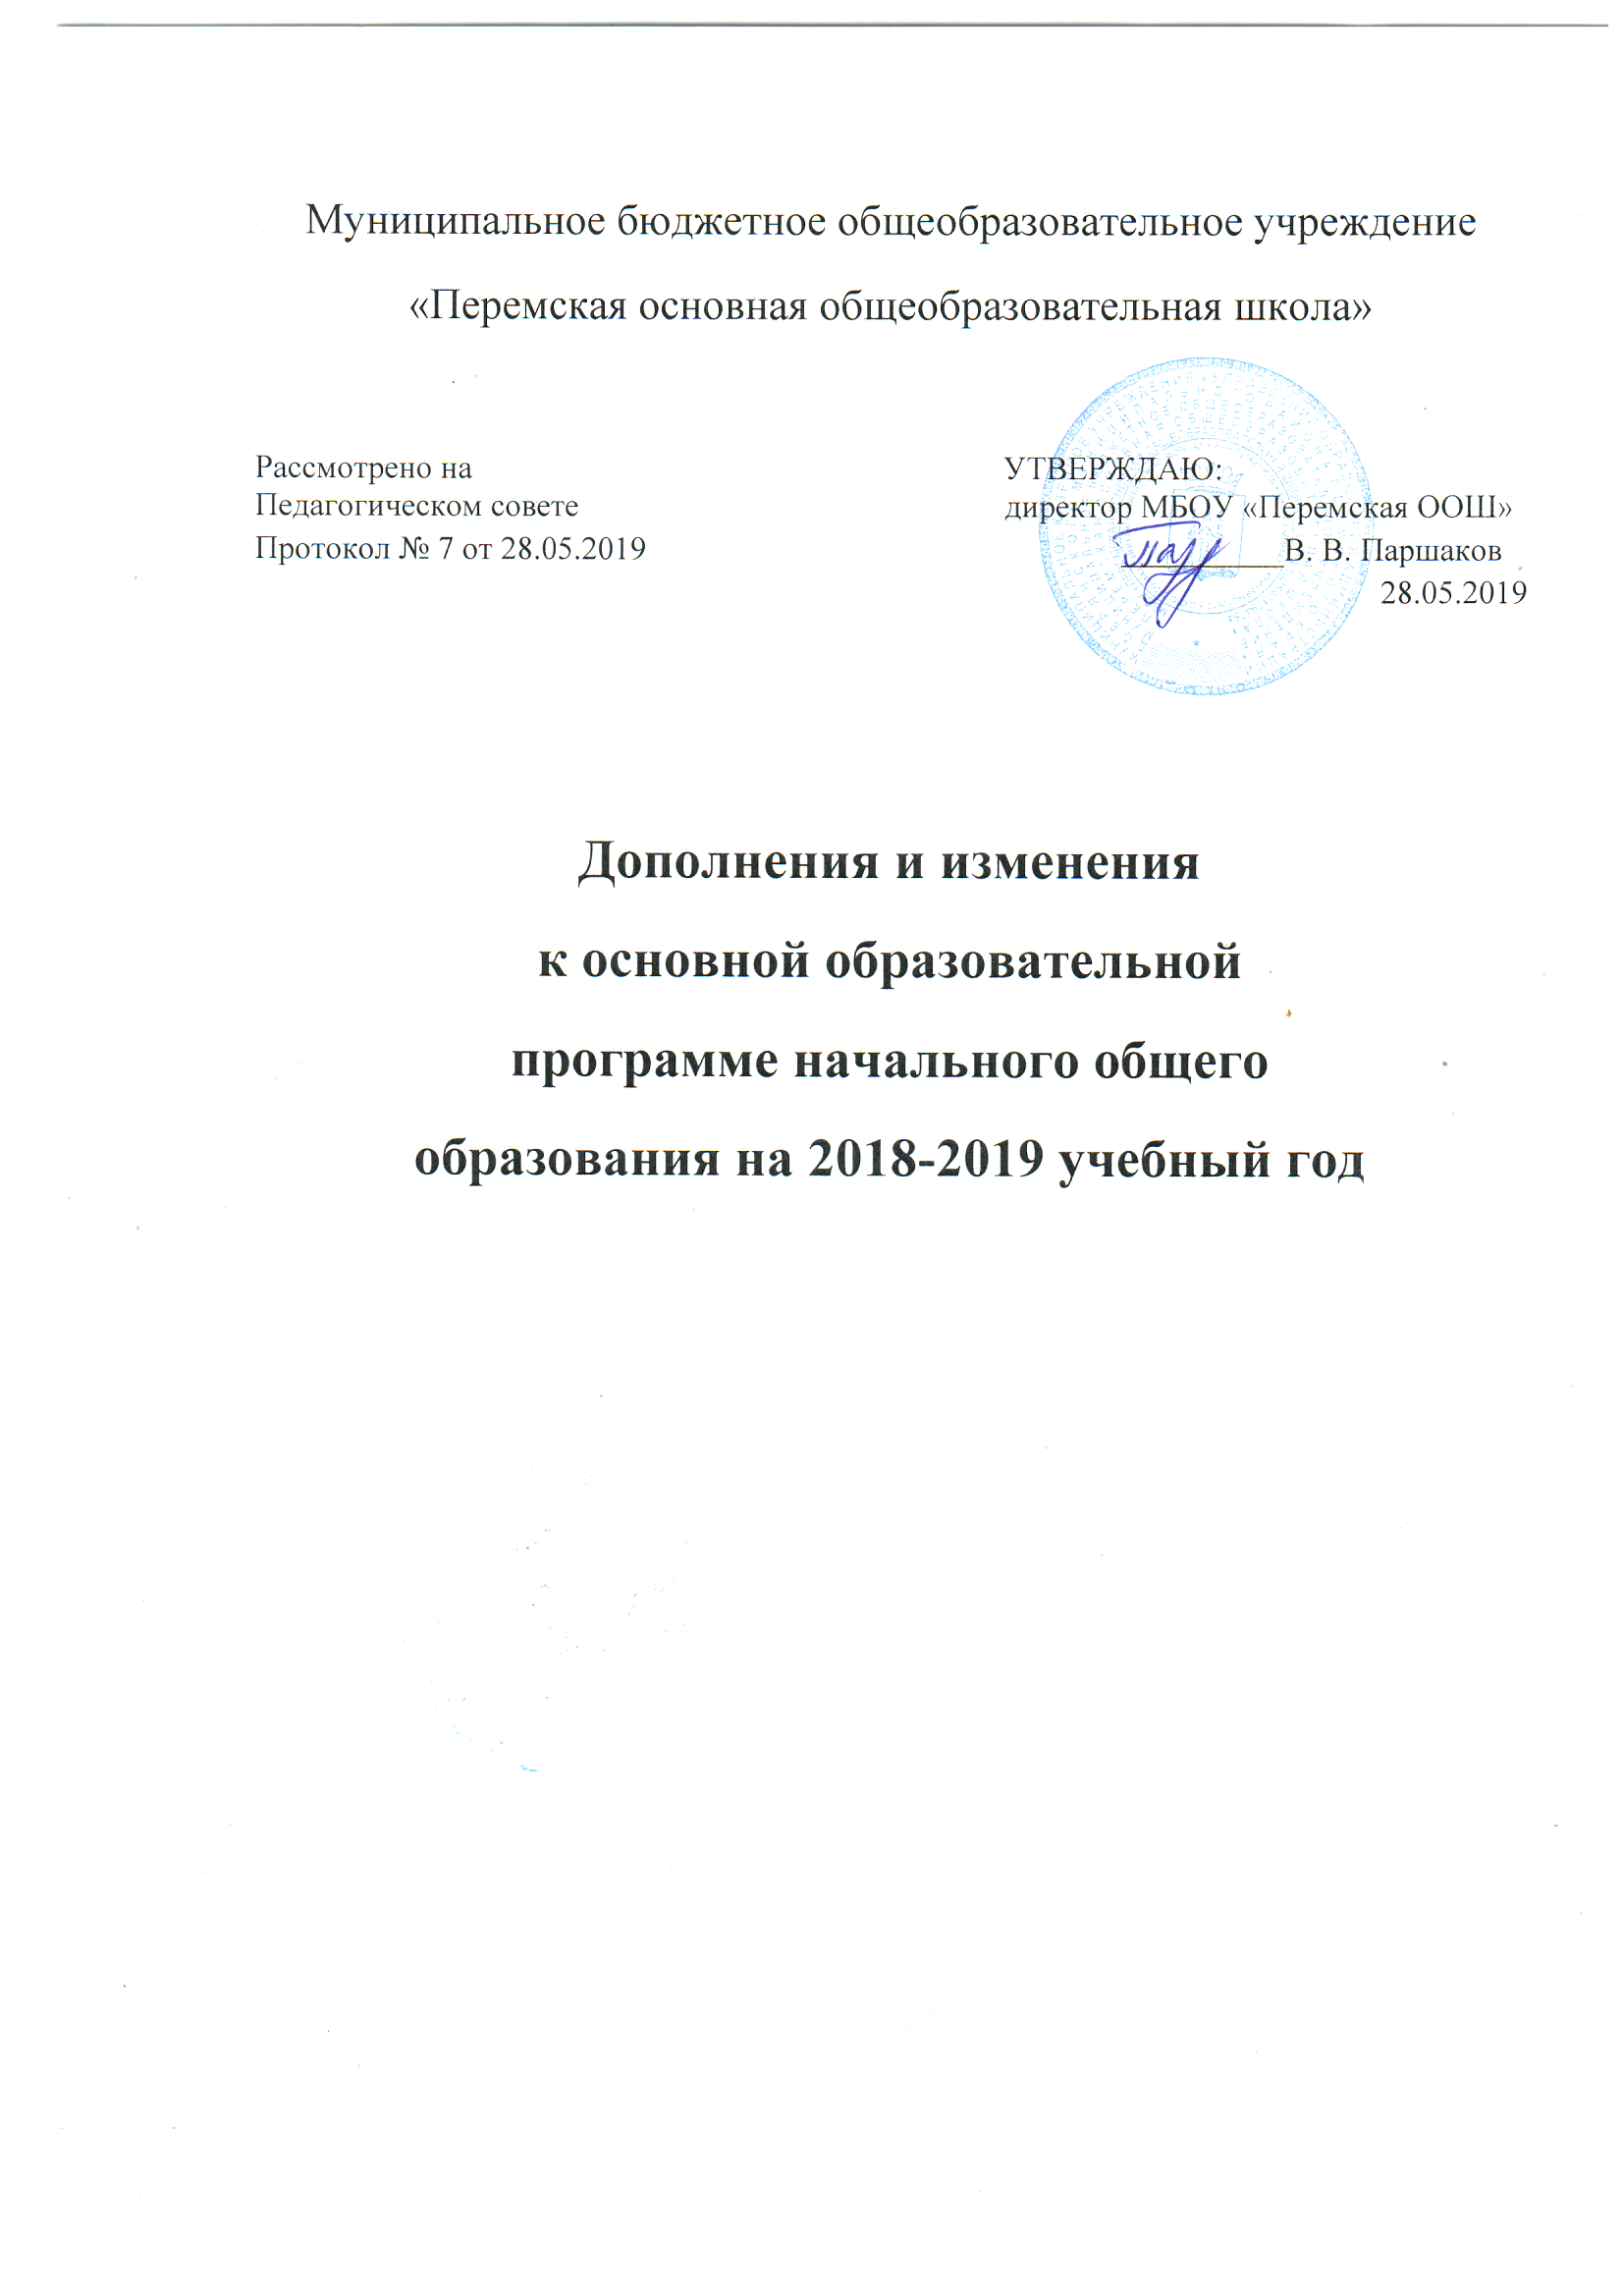 Муниципальное бюджетное общеобразовательное учреждение
«Перемская основная общеобразовательная школа»
Рассмотрено на
Педагогическом совете
Протокол № 7 от 28.05.2019
УТВЕРЖДАЮ:
директор МБОУ «Перемская ООШ»
В. В. Паршаков
28.05.2019
Дополнения и изменения
к основной образовательной
программе начального общего
образования на 2018-2019 учебный год